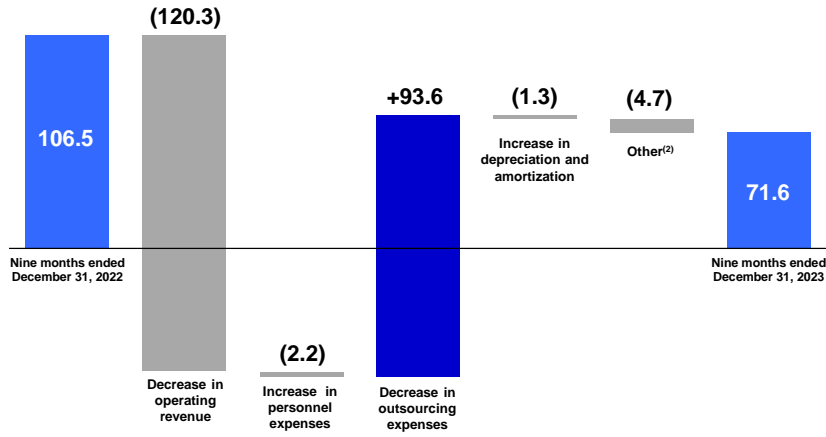 (120.3)
+93.6
(1.3)
(4.7)
106.5
Increase in
depreciation and
amortization
Other(2)
71.6
Nine months ended
December 31, 2022
Nine months ended
December 31, 2023
(2.2)
Decrease in
operating
revenue
Increase in
personnel
expenses
Decrease in
outsourcing
expenses